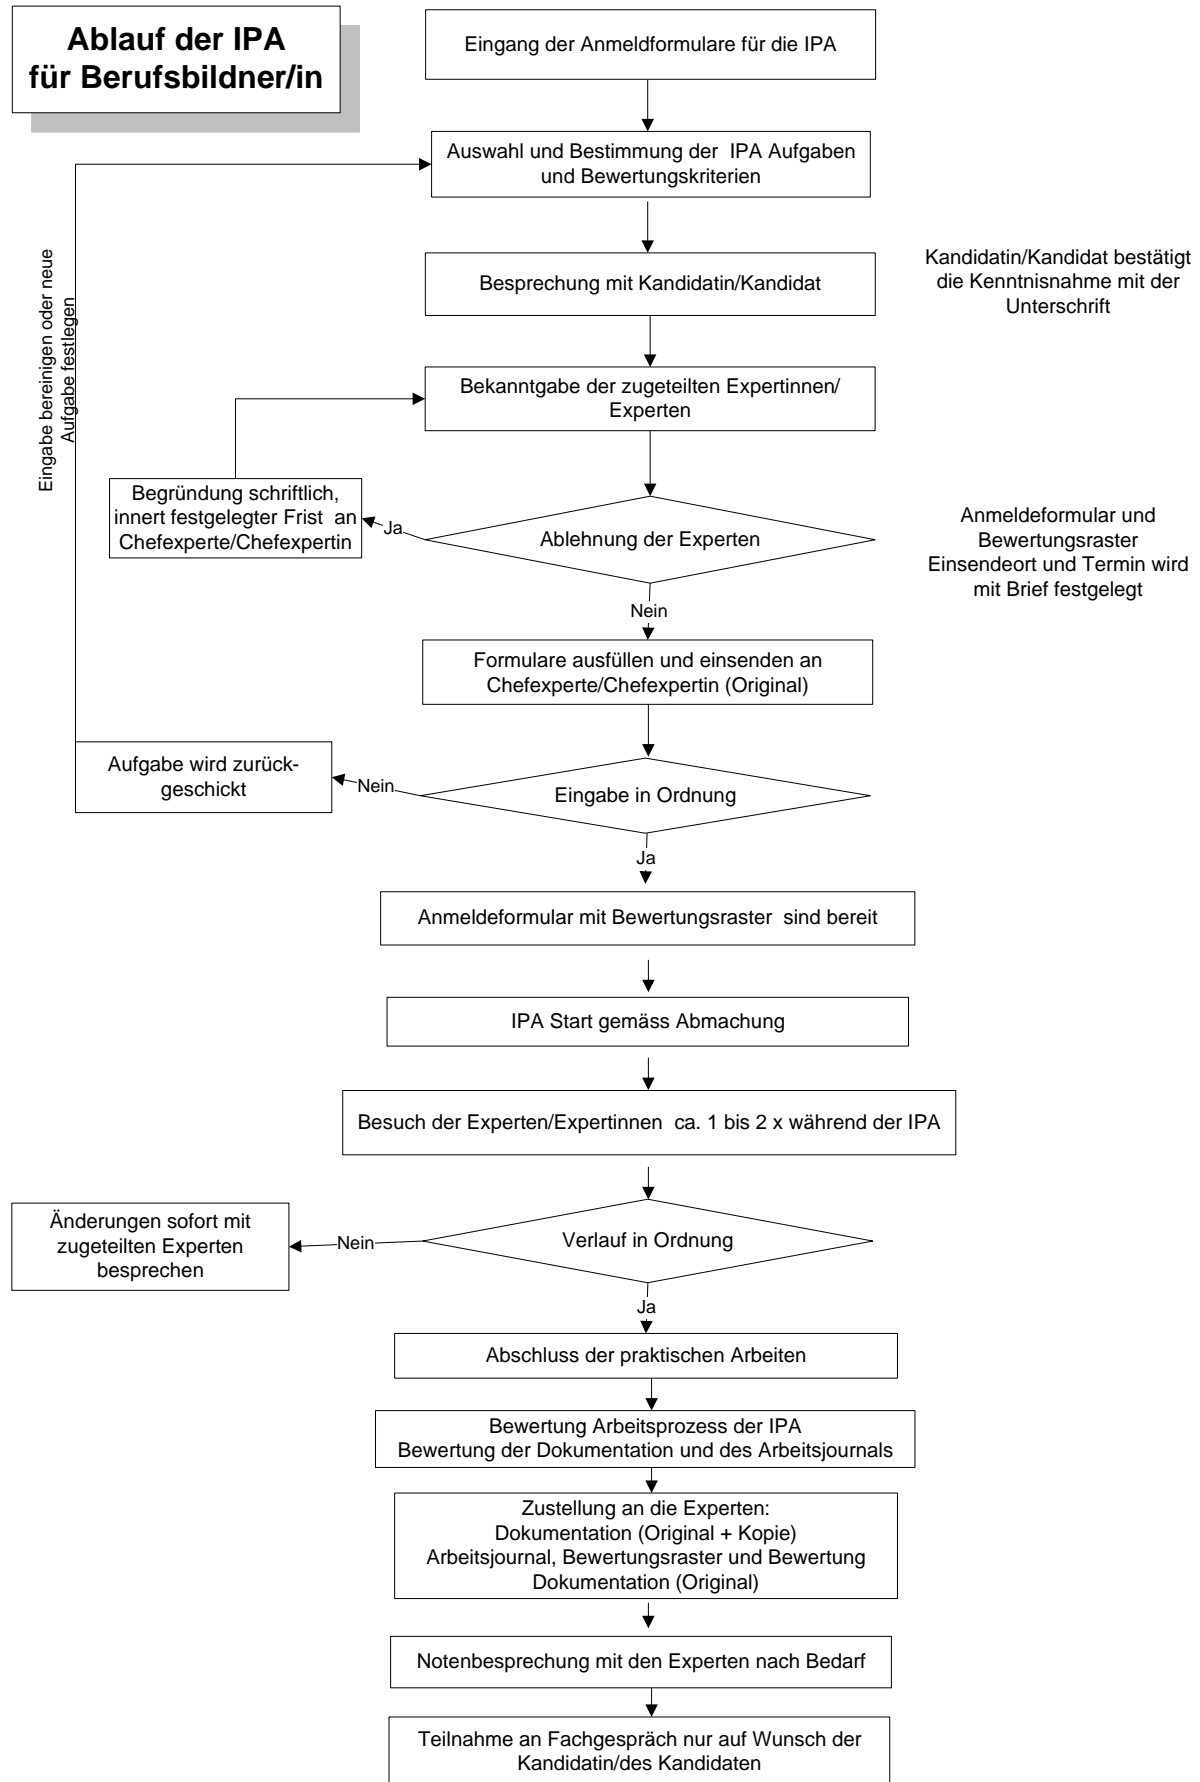 Ablauf der IPA
für Berufsbildner/in
Eingang der Anmeldformulare für die IPA
Auswahl und Bestimmung der IPA Aufgaben
und Bewertungskriterien
Eingabe bereinigen oder neue
Aufgabe festlegen
Besprechung mit Kandidatin/Kandidat
Kandidatin/Kandidat bestätigt
die Kenntnisnahme mit der
Unterschrift
Bekanntgabe der zugeteilten Expertinnen/
Experten
Begründung schriftlich,
innert festgelegter Frist an
Chefexperte/Chefexpertin
Ja
Ablehnung der Experten
Anmeldeformular und
Bewertungsraster
Einsendeort und Termin wird
mit Brief festgelegt
Nein
Formulare ausfüllen und einsenden an
Chefexperte/Chefexpertin (Original)
Aufgabe wird zurück-
geschickt
Nein
Eingabe in Ordnung
Ja
Anmeldeformular mit Bewertungsraster sind bereit
IPA Start gemäss Abmachung
Besuch der Experten/Expertinnen ca. 1 bis 2 x während der IPA
Änderungen sofort mit
zugeteilten Experten
besprechen
Nein
Verlauf in Ordnung
Ja
Abschluss der praktischen Arbeiten
Bewertung Arbeitsprozess der IPA
Bewertung der Dokumentation und des Arbeitsjournals
Zustellung an die Experten:
Dokumentation (Original + Kopie)
Arbeitsjournal, Bewertungsraster und Bewertung
Dokumentation (Original)
Notenbesprechung mit den Experten nach Bedarf
Teilnahme an Fachgespräch nur auf Wunsch der
Kandidatin/des Kandidaten